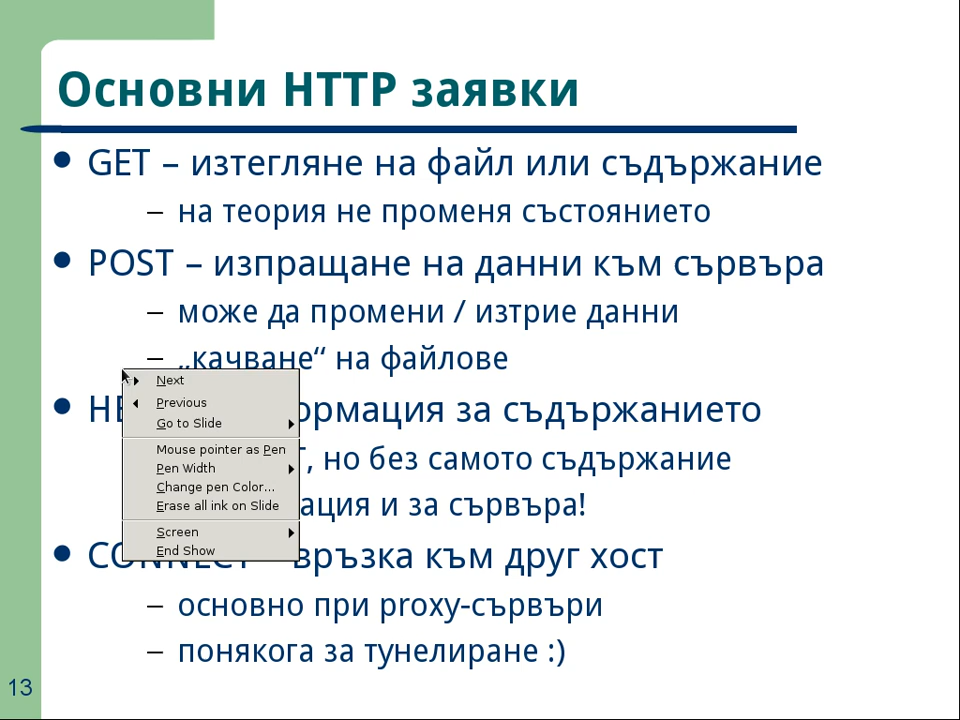 Основни HTTP заявки
GET – изтегляне на файл или съдържание
– на теория не променя състоянието
POST – изпращане на данни към сървъра
– може да промени / изтрие данни
– „качване“ на файлове
Next
Previous
Go to Slide
Mouse pointer as Pen
Pen Width
Change pen Color...
Erase all ink on Slide
Screen
End Show
за съдържанието
но без самото съдържание
и за сървъра!
CONNECT – връзка към друг хост
– основно при proxy-сървъри
– понякога за тунелиране :)
13